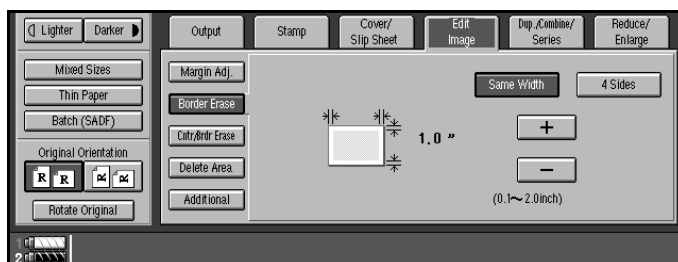 Lighter
Darker
Mixed Sizes
Thin Paper
Batch (SADF)
Original Orientation
R R R R
Rotate Original
1
2
Output
Stamp
Cover/
Slip Sheet
Edit
Image
Dup./Combine/
Series
Reduce/
Enlarge
Margin Adj.
Border Erase
Cntr/Brdr Erase
Delete Area
Additional
1.0 "
Same Width
4 Sides
+
−
(0.1～2.0inch)